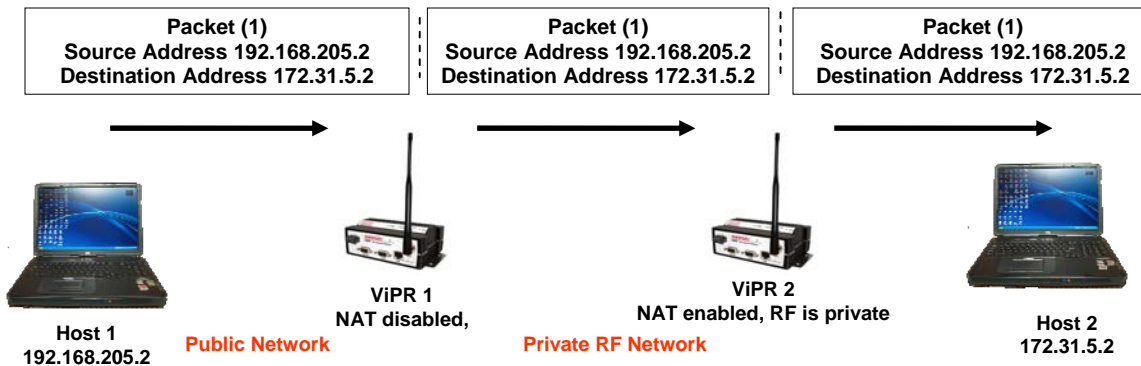 Packet (1)
Source Address 192.168.205.2
Destination Address 172.31.5.2
Packet (1)
Source Address 192.168.205.2
Destination Address 172.31.5.2
Packet (1)
Source Address 192.168.205.2
Destination Address 172.31.5.2
Host 1
192.168.205.2
Public Network
ViPR 1
NAT disabled,
Private RF Network
ViPR 2
NAT enabled, RF is private
Host 2
172.31.5.2